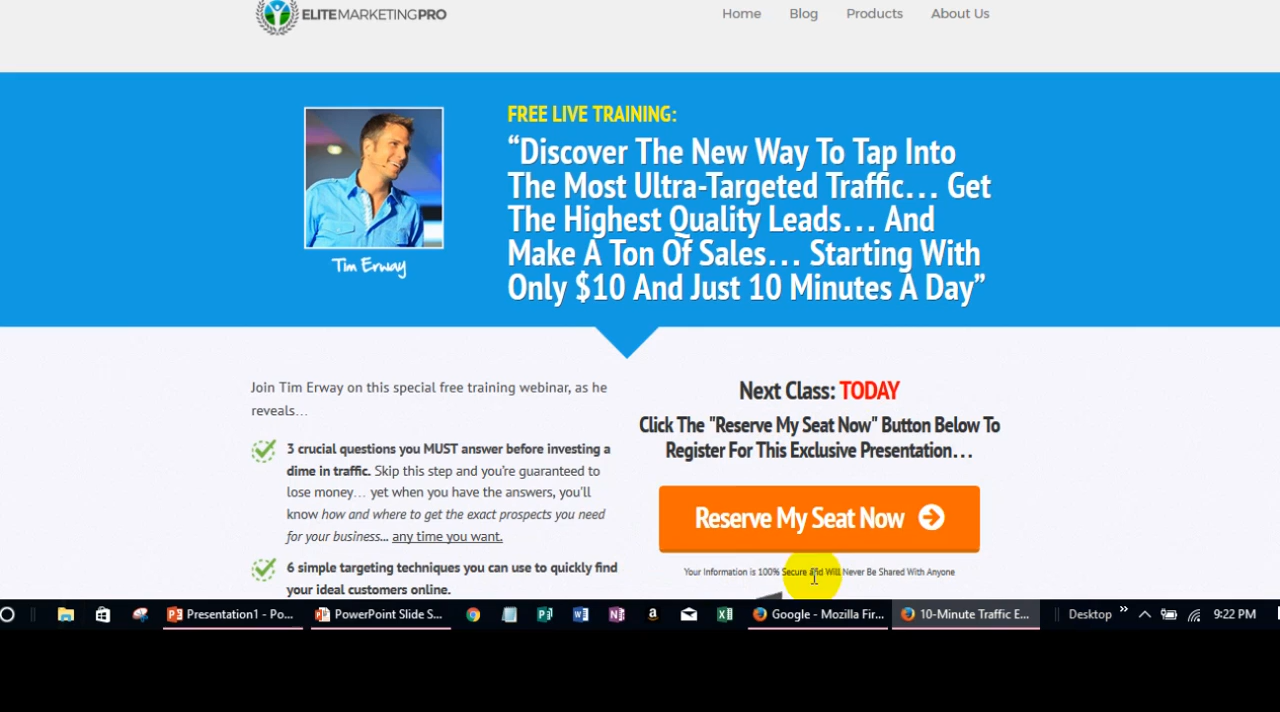 ELITEMARKETINGPRO
Home Blog Products About Us
FREE LIVE TRAINING:
“Discover The New Way To Tap Into
The Most Ultra-Targeted Traffic… Get
The Highest Quality Leads… And
Make A Ton Of Sales… Starting With
Only $10 And Just 10 Minutes A Day”
Tim Erway
Join Tim Erway on this special free training webinar, as he
reveals…
3 crucial questions you MUST answer before investing a
dime in traffic. Skip this step and you're guaranteed to
lose money… yet when you have the answers, you'll
know how and where to get the exact prospects you need
for your business... any time you want.
6 simple targeting techniques you can use to quickly find
your ideal customers online.
Next Class: TODAY
Click The "Reserve My Seat Now" Button Below To
Register For This Exclusive Presentation…
Reserve My Seat Now
Your Information is 100% Secure and Will Never Be Shared With Anyone
Presentation1 - Po... PowerPoint Slide S... Google - Mozilla Fir... 10-Minute Traffic E... Desktop 9:22 PM